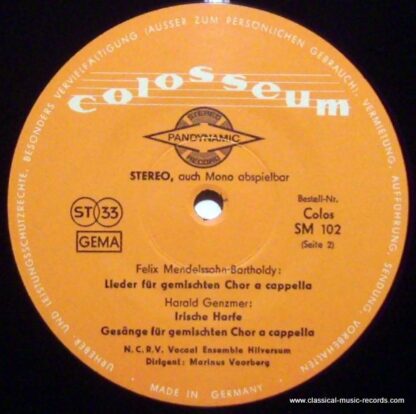 URHEBER- UND LEISTUNGSSCHUTZRECHTE, BESONDERS VERVIELFÄLTIGUNG (AUSSER ZUM PERSÖNLICHEN GEBRAUCH), VERMIETUNG, AUFFÜHRUNG, SENDUNG, VORBEHALTEN
colosseum
STEREO
PANDYNAMIC
RECORD
STEREO, auch Mono abspielbar
ST 33
GEMA
Bestell-Nr.
Colos
SM 102
(Seite 2)
Felix Mendelssohn-Bartholdy:
Lieder für gemischten Chor a cappella
Harald Genzmer:
Irische Harfe
Gesänge für gemischten Chor a cappella
N.C.R.V. Vocaal Ensemble Hilversum
Dirigent: Marinus Voorberg
• MADE IN GERMANY •
© www.classical-music-records.com